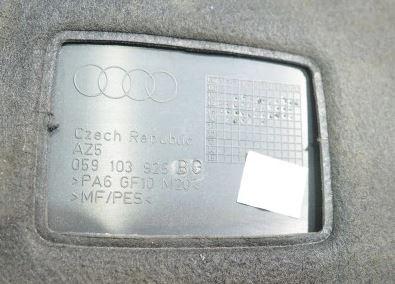 Czech Republic
AZ5
059 103 925 BG
>PA6 GF10 M20<
>MF/PES<